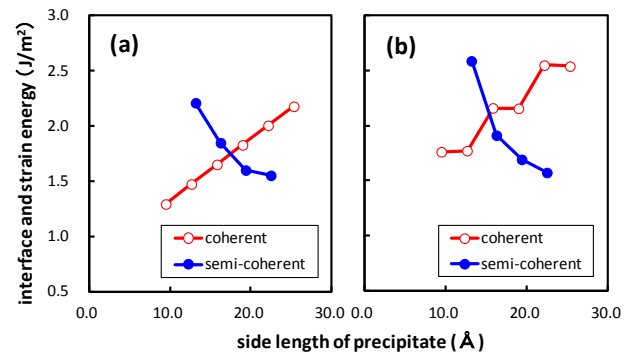 interface and strain energy (J/m²)
3.0
2.5
2.0
1.5
1.0
0.5
(a)
coherent
semi-coherent
0.0 10.0 20.0 30.0
(b)
coherent
semi-coherent
0.0 10.0 20.0 30.0
side length of precipitate (Å)